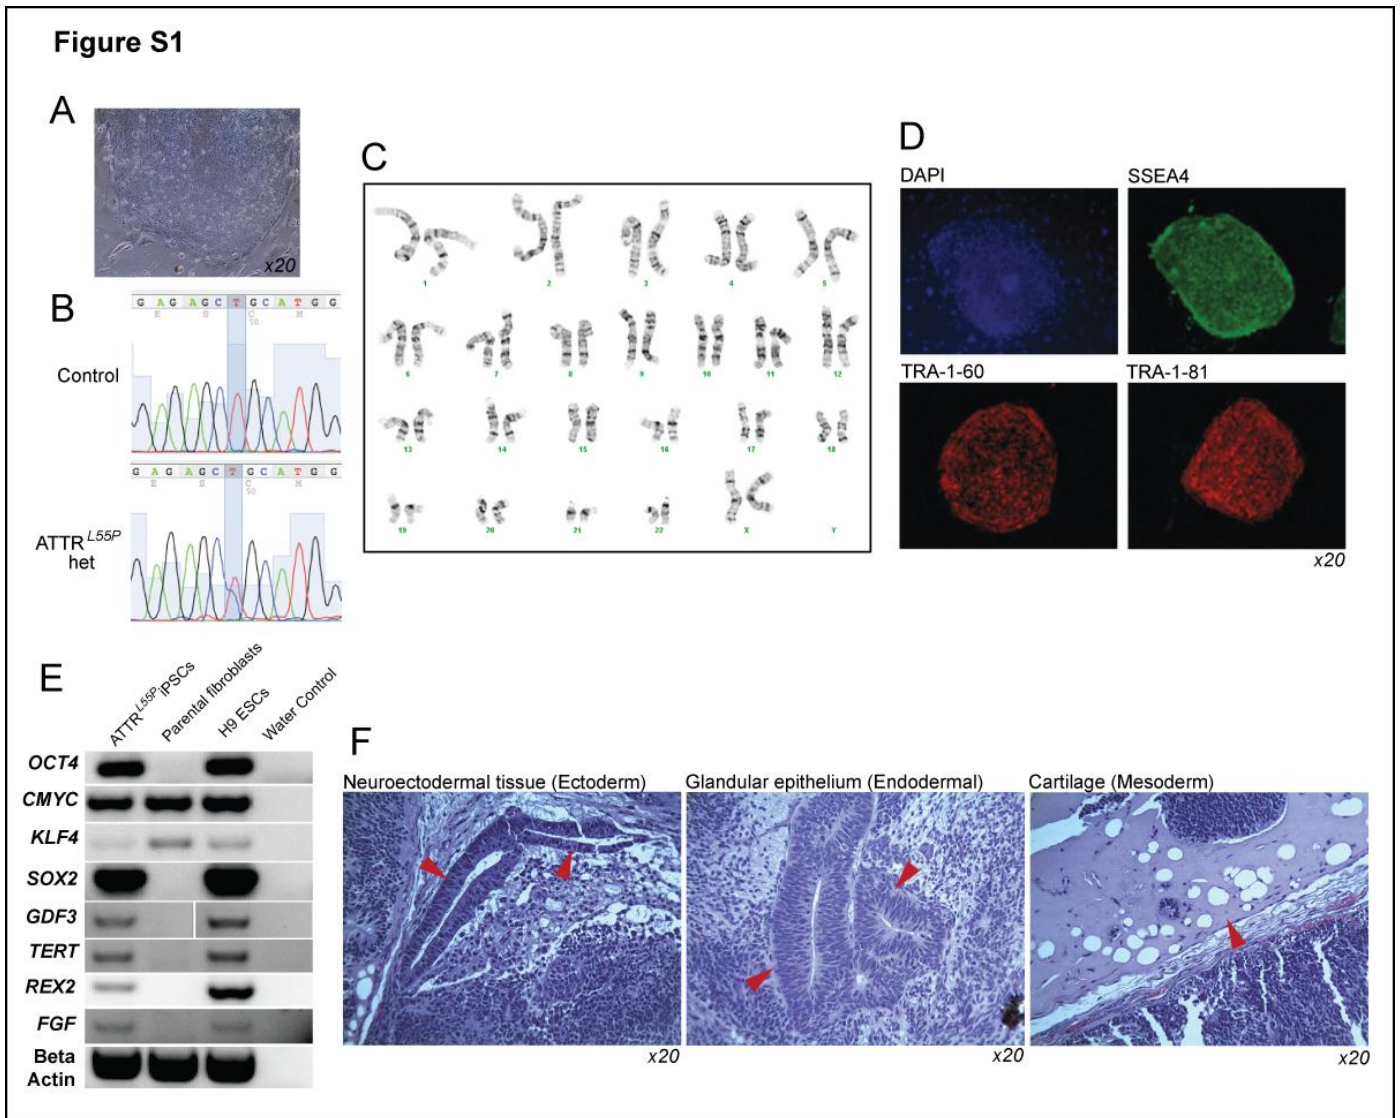 Figure S1
A
x20
B
G A G A G C T G C A T G G
E S C M
50
Control
G A G A G C T G C A T G G
E S C M
50
ATTR L55P
het
C
1 2 3 4 5
6 7 8 9 10 11 12
13 14 15 16 17 18
19 20 21 22 X Y
D
DAPI
SSEA4
TRA-1-60
TRA-1-81
x20
E
ATTR L55P iPSCs
Parental fibroblasts
H9 ESCs
Water Control
OCT4
CMYC
KLF4
SOX2
GDF3
TERT
REX2
FGF
Beta
Actin
F
Neuroectodermal tissue (Ectoderm)
Glandular epithelium (Endodermal)
Cartilage (Mesoderm)
x20
x20
x20